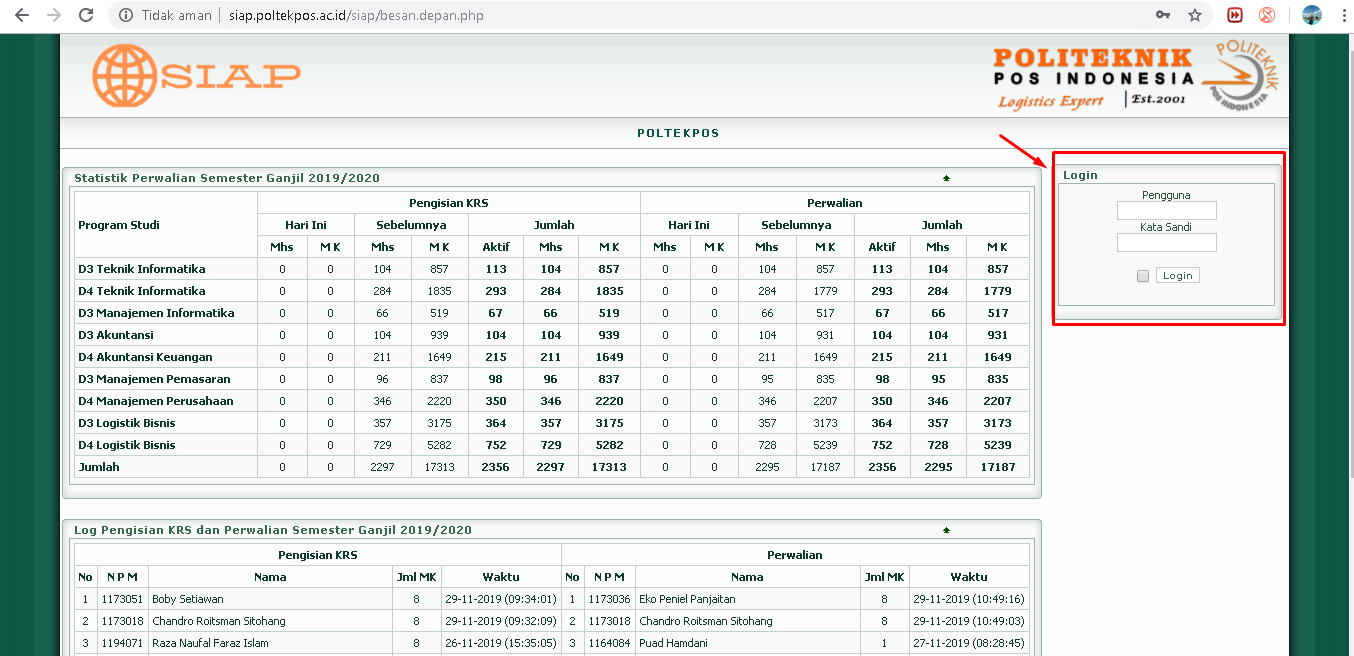 Tidak aman | siap.poltekpos.ac.id/siap/besan.depan.php
SIAP
POLITEKNIK
POS INDONESIA
Logistics Expert | Est.2001
POLITEKNIK
POS INDONESIA
POLTEKPOS
Statistik Perwalian Semester Ganjil 2019/2020
Program Studi Pengisian KRS Perwalian
Hari Ini Sebelumnya Jumlah Hari Ini Sebelumnya Jumlah
Mhs M K Mhs M K Aktif Mhs M K Mhs M K Mhs M K Aktif Mhs M K
D3 Teknik Informatika 0 0 104 857 113 104 857 0 0 104 857 113 104 857
D4 Teknik Informatika 0 0 284 1835 293 284 1835 0 0 284 1779 293 284 1779
D3 Manajemen Informatika 0 0 66 519 67 66 519 0 0 66 517 67 66 517
D3 Akuntansi 0 0 104 939 104 104 939 0 0 104 931 104 104 931
D4 Akuntansi Keuangan 0 0 211 1649 215 211 1649 0 0 211 1649 215 211 1649
D3 Manajemen Pemasaran 0 0 96 837 98 96 837 0 0 95 835 98 95 835
D4 Manajemen Perusahaan 0 0 346 2220 350 346 2220 0 0 346 2207 350 346 2207
D3 Logistik Bisnis 0 0 357 3175 364 357 3175 0 0 357 3173 364 357 3173
D4 Logistik Bisnis 0 0 729 5282 752 729 5282 0 0 728 5239 752 728 5239
Jumlah 0 0 2297 17313 2356 2297 17313 0 0 2295 17187 2356 2295 17187
Login
Pengguna
Kata Sandi
Login
Log Pengisian KRS dan Perwalian Semester Ganjil 2019/2020
Pengisian KRS Perwalian
No N P M Nama Jml MK Waktu No N P M Nama Jml MK Waktu
1 1173051 Boby Setiawan 8 29-11-2019 (09:34:01) 1 1173036 Eko Peniel Panjaitan 8 29-11-2019 (10:49:16)
2 1173018 Chandro Roitsman Sitohang 8 29-11-2019 (09:32:09) 2 1173018 Chandro Roitsman Sitohang 8 29-11-2019 (10:49:03)
3 1194071 Raza Naufal Faraz Islam 8 26-11-2019 (15:35:05) 3 1164084 Puad Hamdani 1 27-11-2019 (08:28:45)